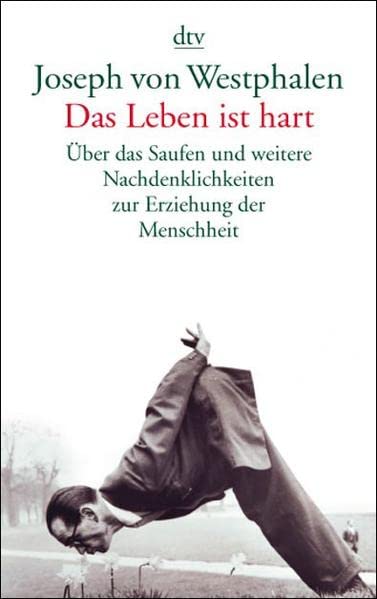 dtv
Joseph von Westphalen
Das Leben ist hart
Über das Saufen und weitere
Nachdenklichkeiten
zur Erziehung der
Menschheit